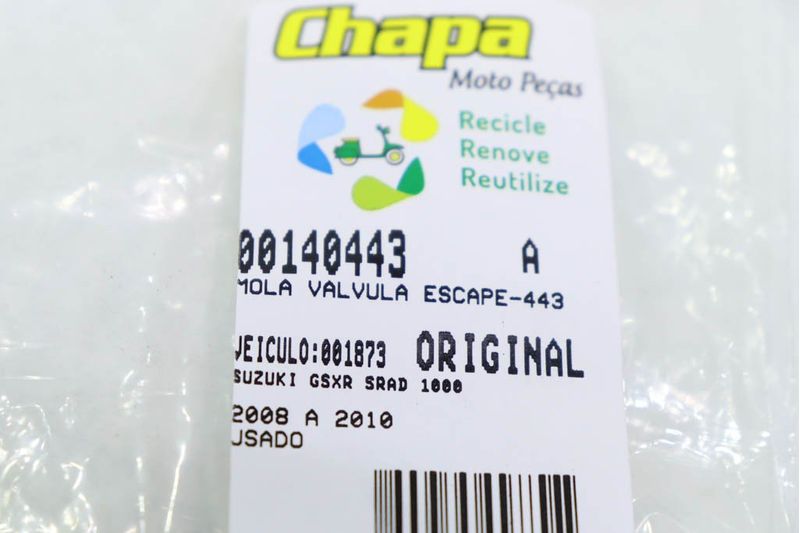 Chapa
Moto Peças
Recicle
Renove
Reutilize
00140443 A
MOLA VALVULA ESCAPE-443
VEICULO:001873 ORIGINAL
SUZUKI GSXR SRAD 1000
2008 A 2010
USADO